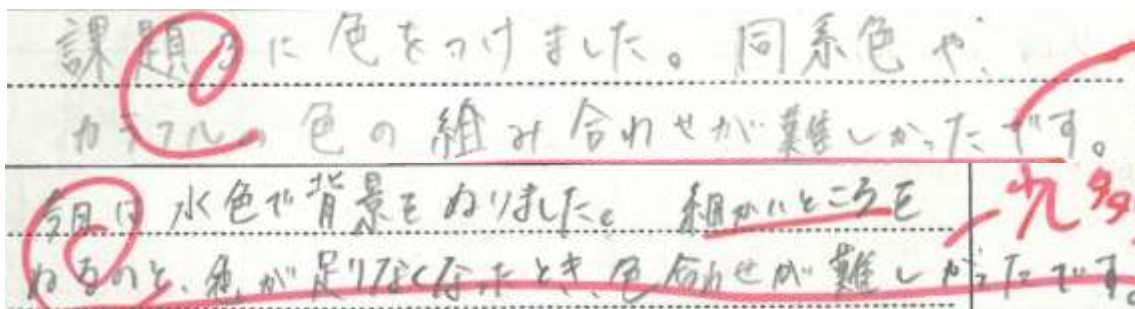 課題③に色をつけました。同系色や、
カラフル、色の組み合わせが難しかったです。
今日は水色で背景をぬりました。細かいところを
ぬるのと、色が足りなくなったとき、色合わせが難しかったです。